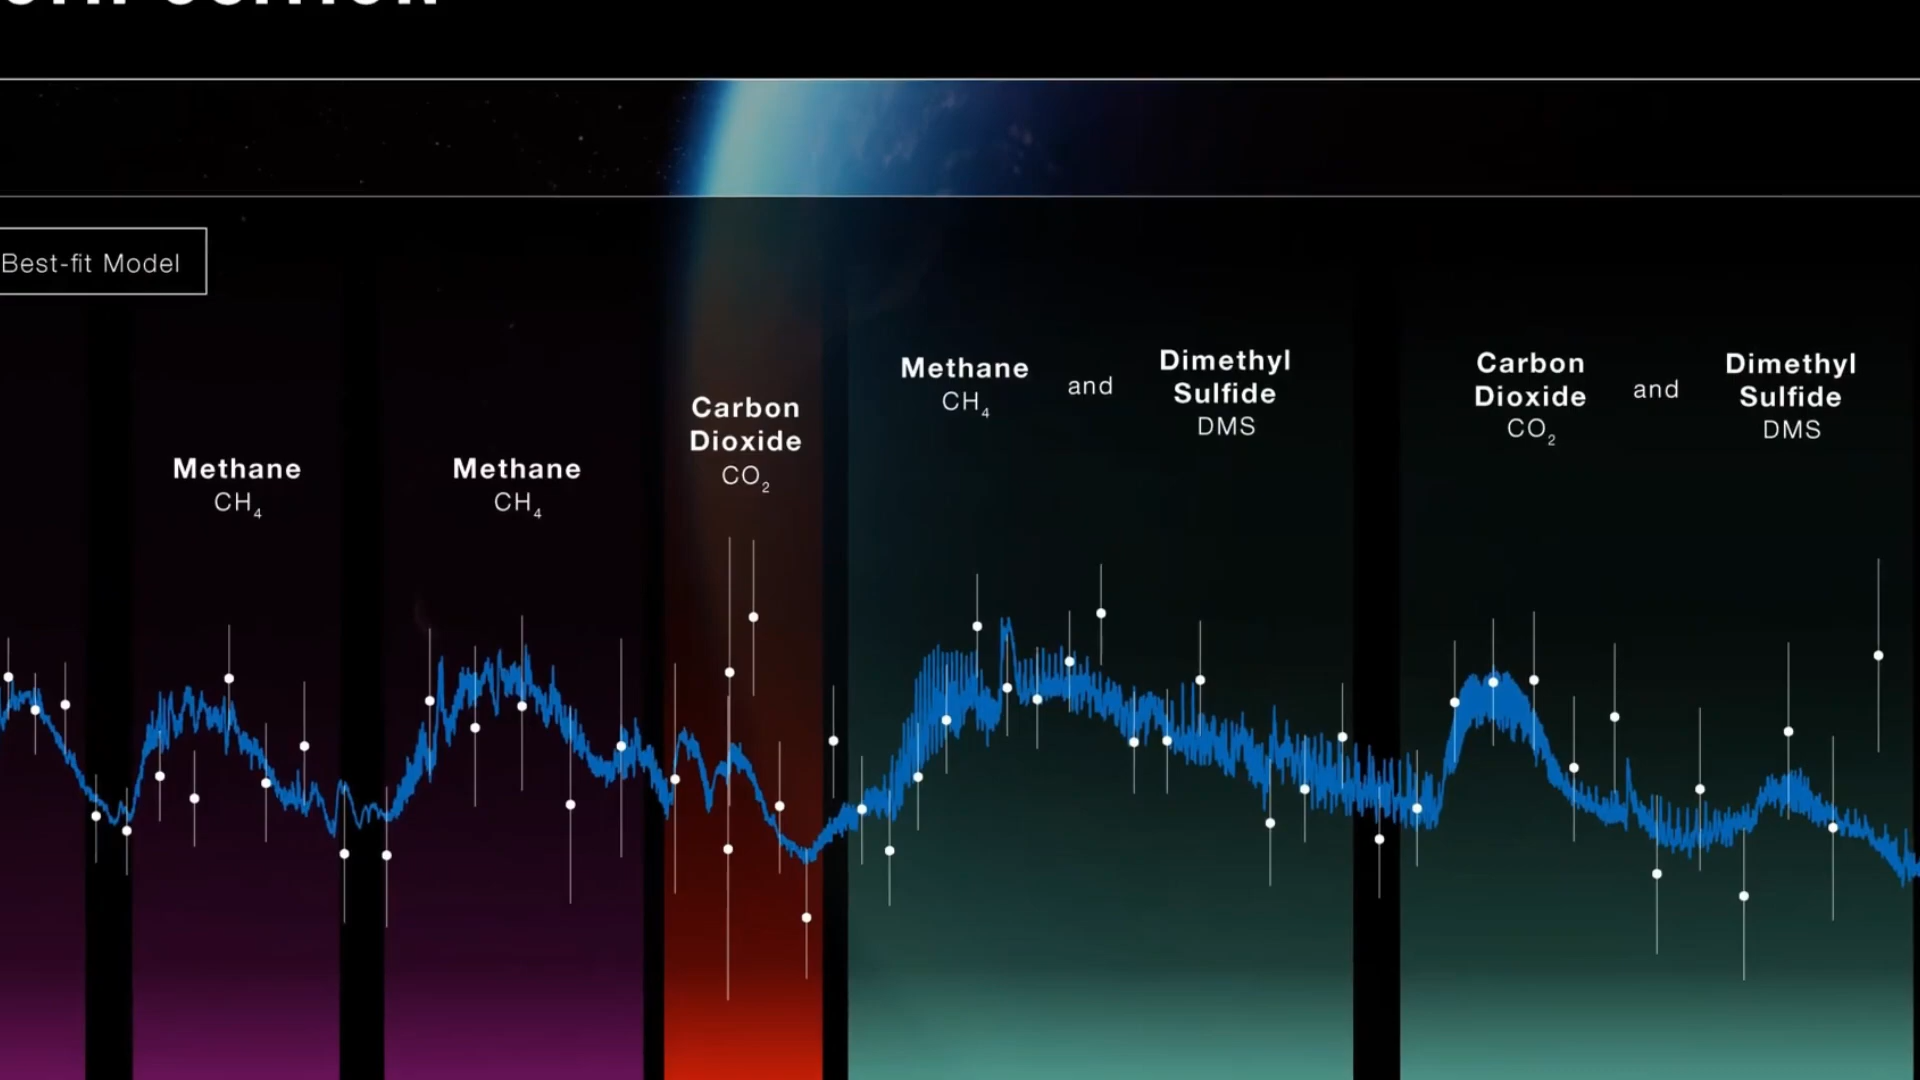 Best-fit Model
Methane
CH₄
Methane
CH₄
Carbon
Dioxide
CO₂
Methane
CH₄
and
Dimethyl
Sulfide
DMS
Carbon
Dioxide
CO₂
and
Dimethyl
Sulfide
DMS